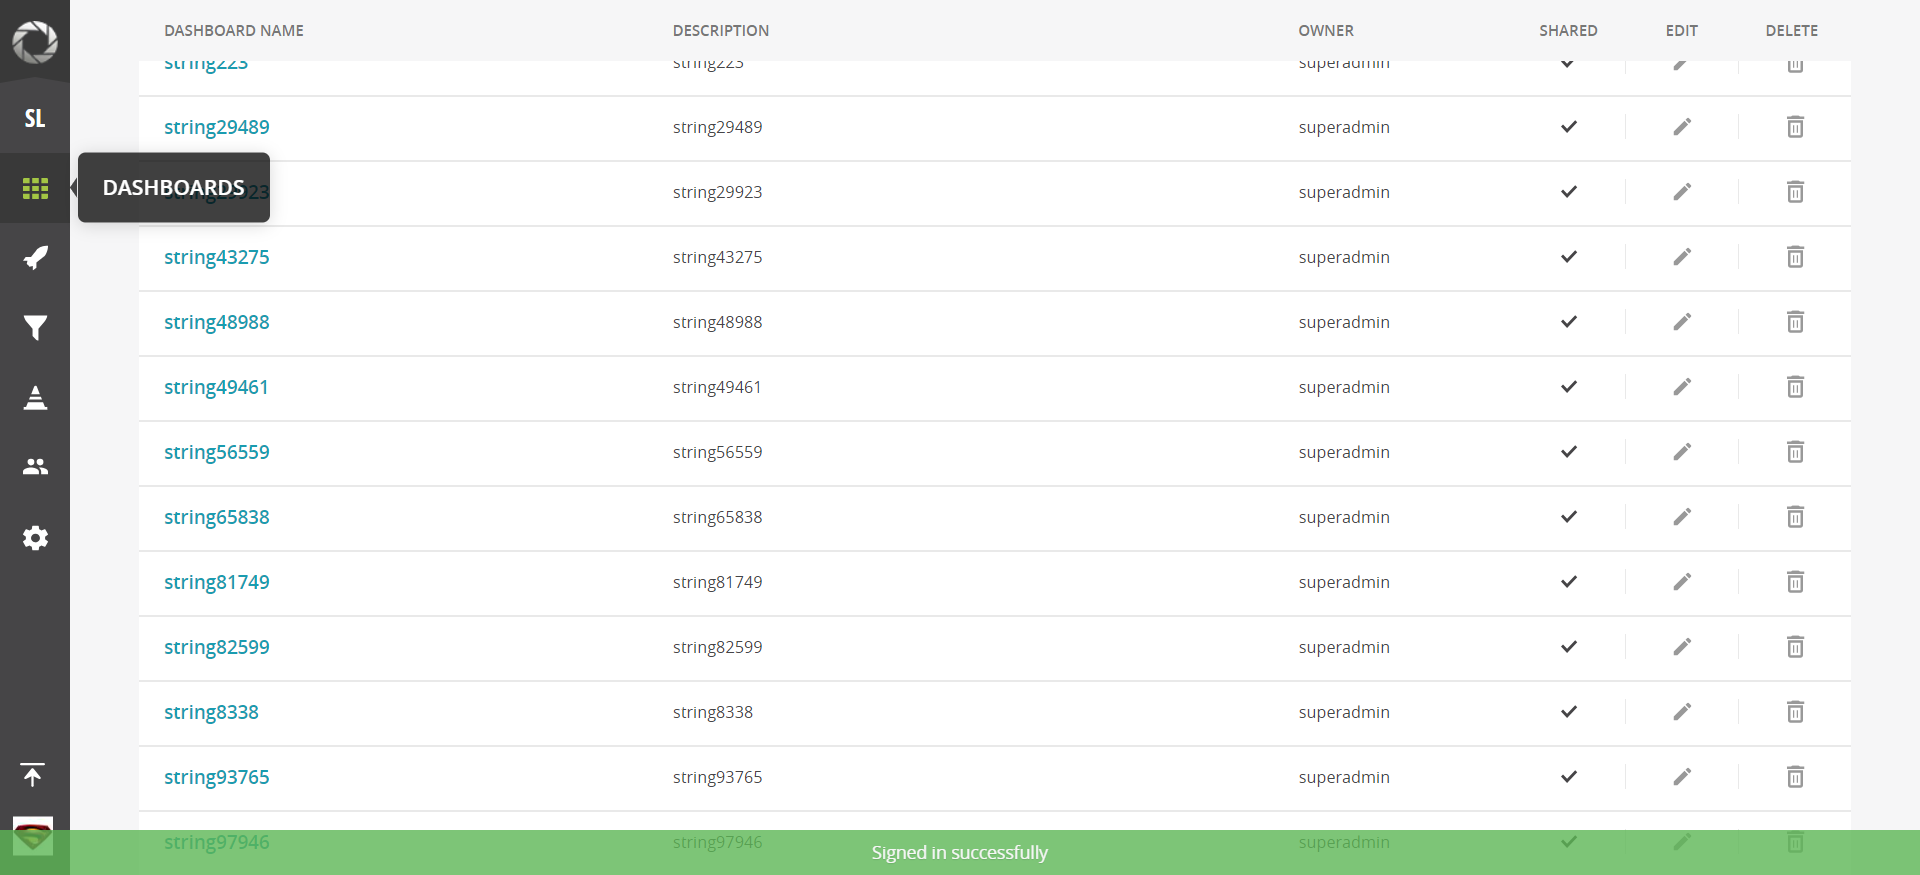 DASHBOARD NAME DESCRIPTION OWNER SHARED EDIT DELETE
string223 string223 superadmin
SL
string29489 string29489 superadmin
DASHBOARDS
string29923 string29923 superadmin
string43275 string43275 superadmin
string48988 string48988 superadmin
string49461 string49461 superadmin
string56559 string56559 superadmin
string65838 string65838 superadmin
string81749 string81749 superadmin
string82599 string82599 superadmin
string8338 string8338 superadmin
string93765 string93765 superadmin
string97946 string97946 superadmin
Signed in successfully